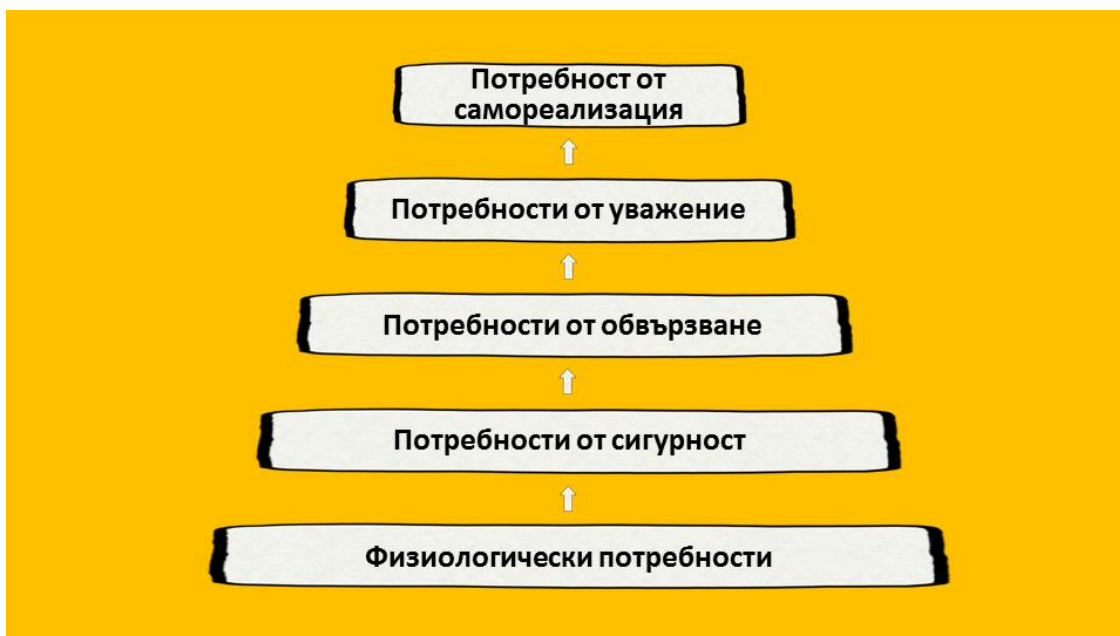 Потребност от
самореализация
Потребности от уважение
Потребности от обвързване
Потребности от сигурност
Физиологически потребности